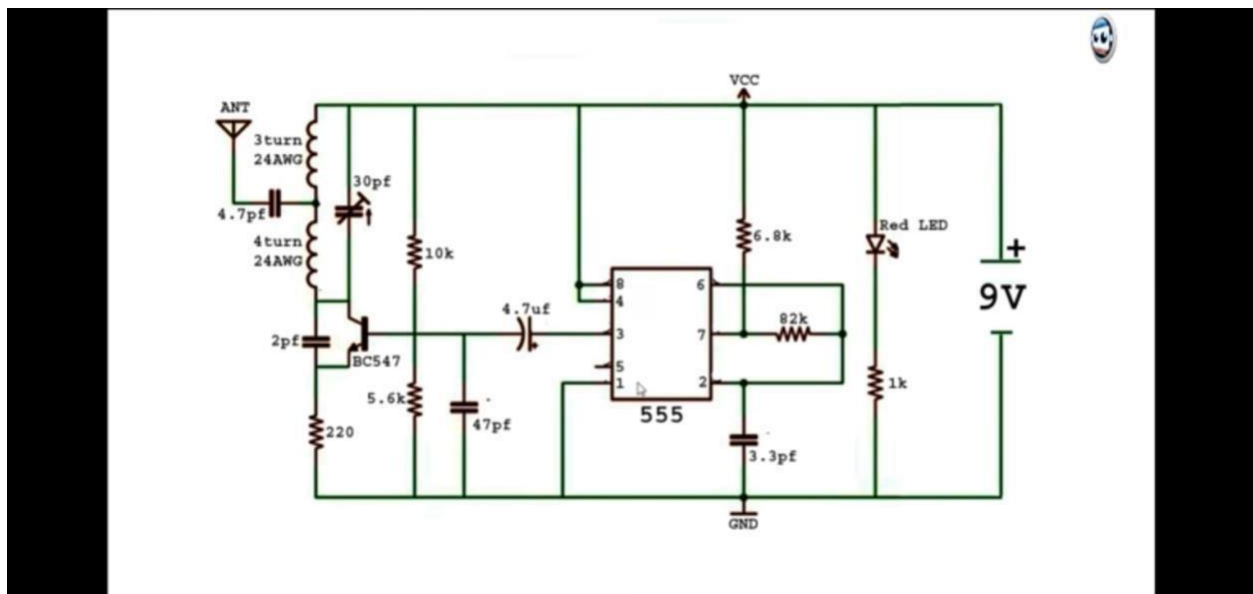 VCC
ANT
3turn
24AWG
30pf
4.7pf
Red LED
6.8k
4turn
24AWG
10k
+
8
6
9V
4
4.7uf
82k
3
7
2pf
+
BC547
5
1
2
1k
5.6k
47pf
555
220
3.3pf
GND